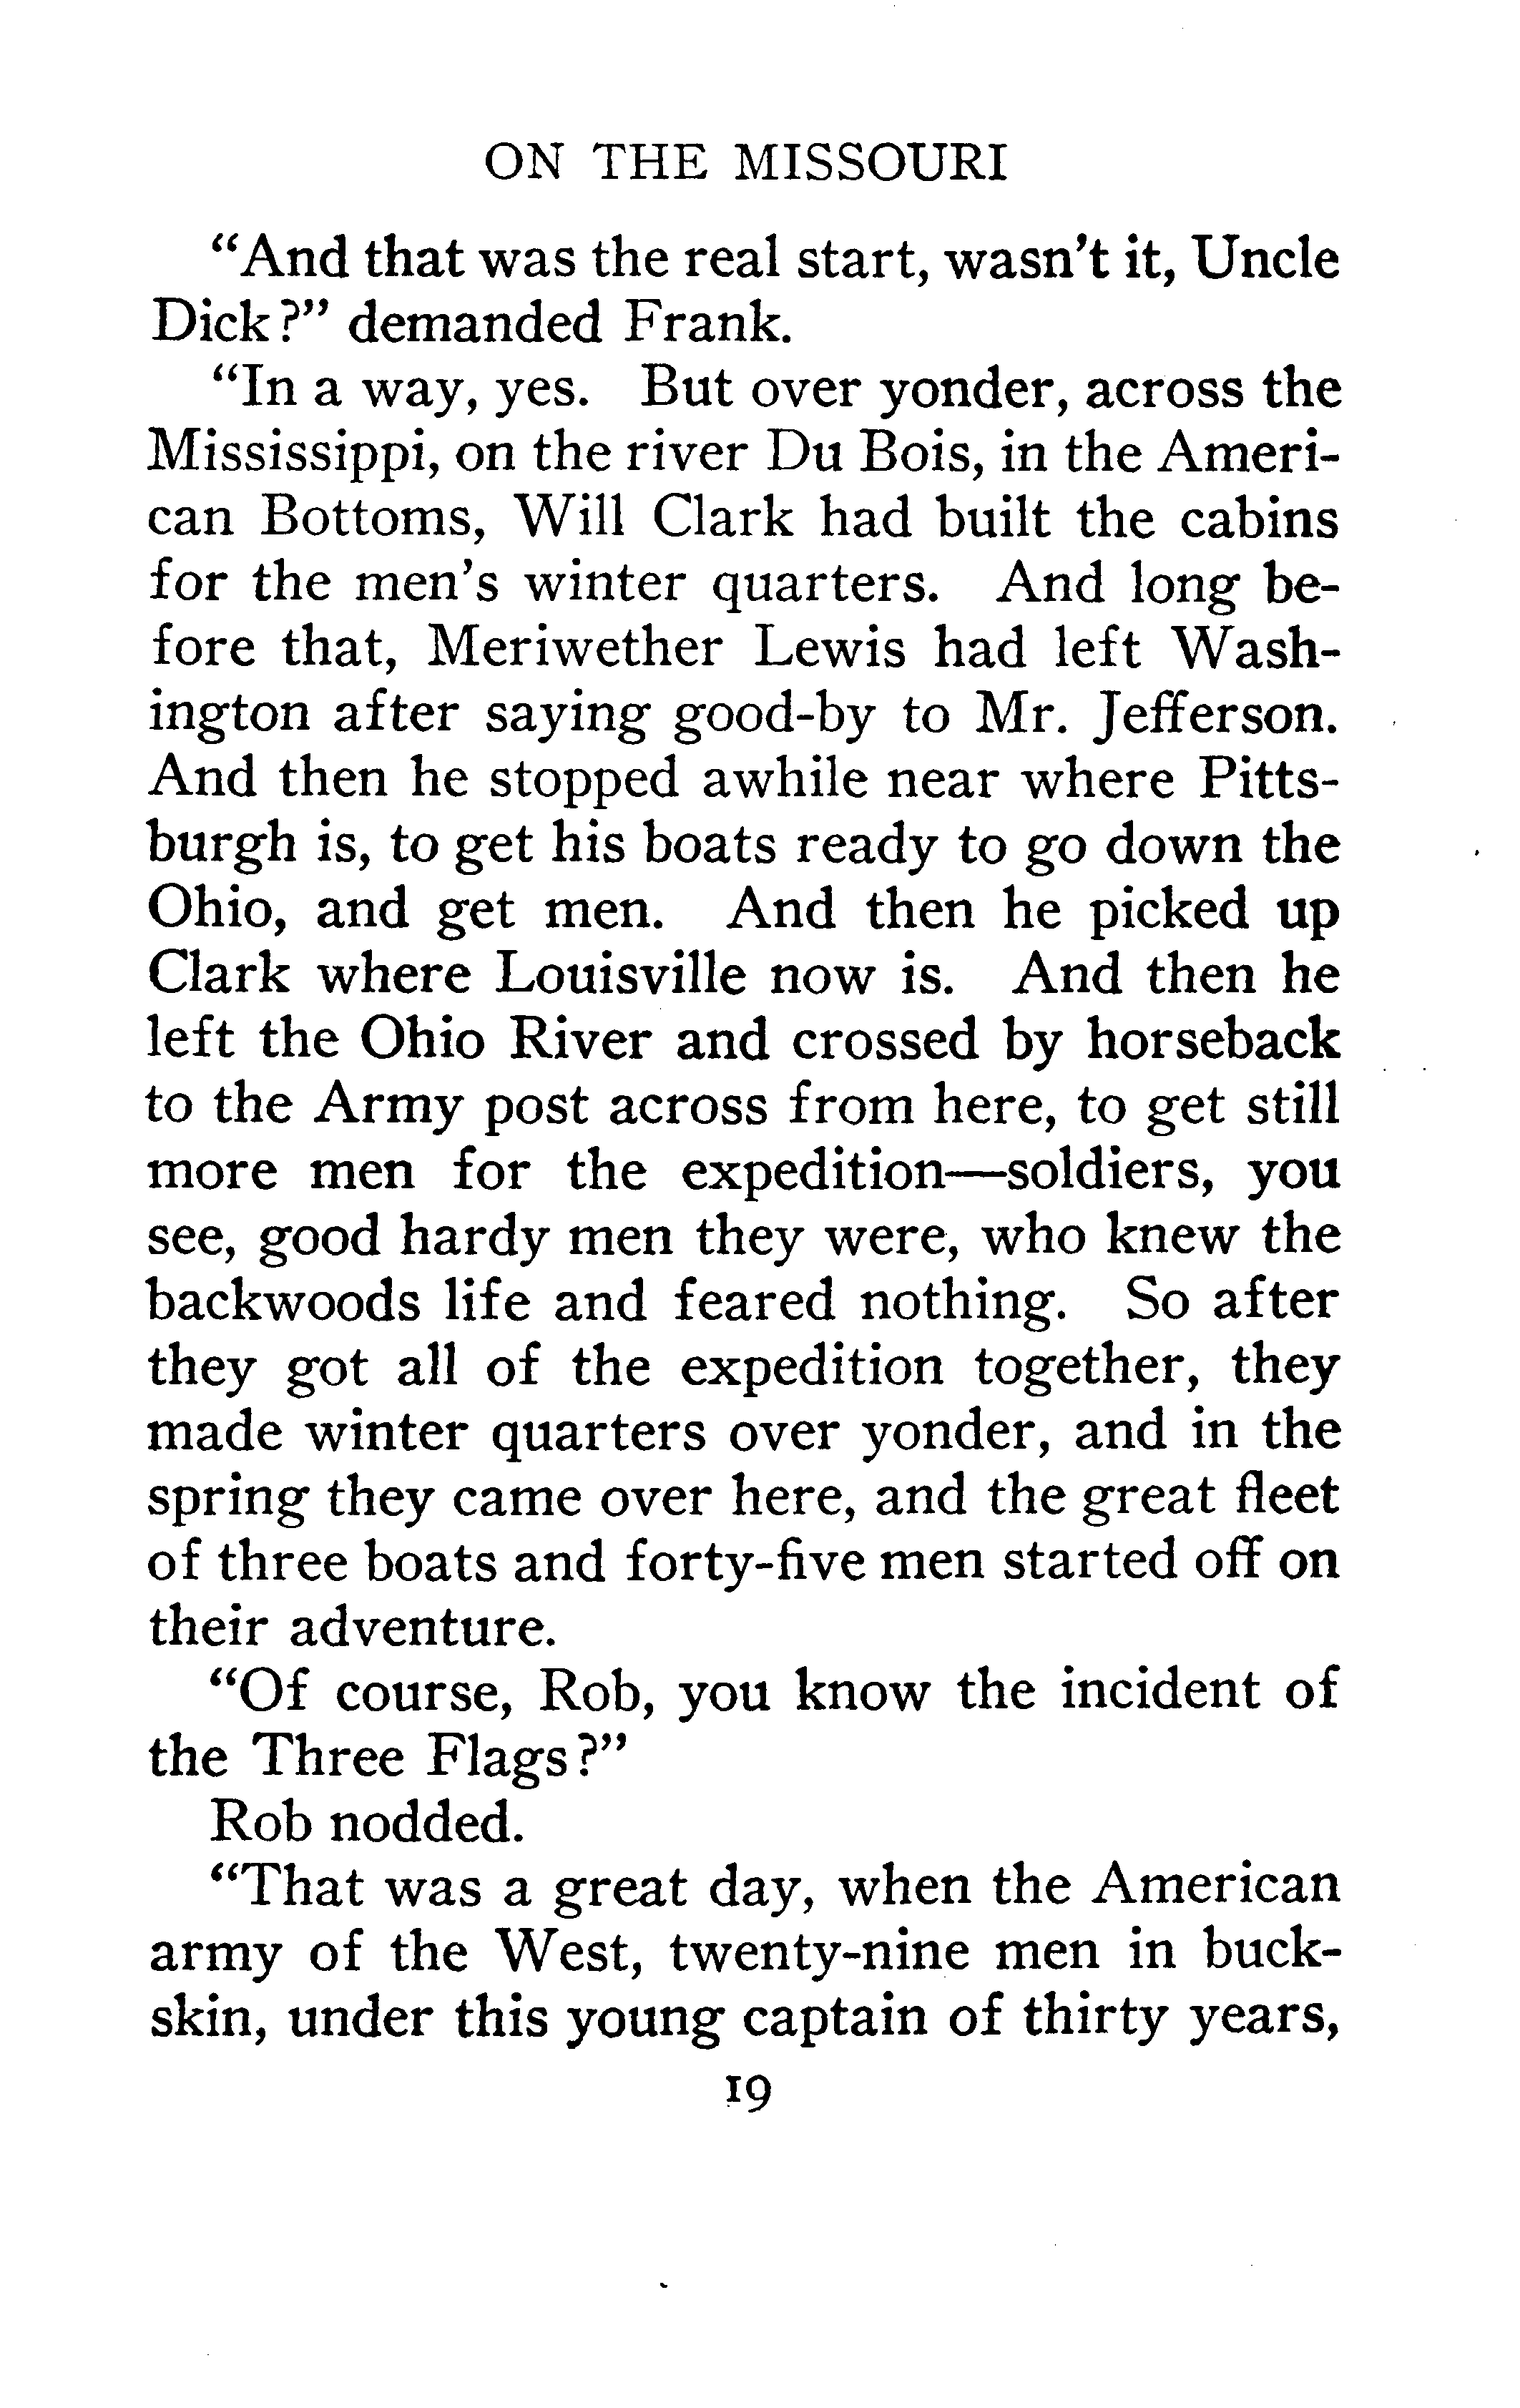 ON THE MISSOURI
"And that was the real start, wasn't it, Uncle
Dick?" demanded Frank.
"In a way, yes. But over yonder, across the
Mississippi, on the river Du Bois, in the Ameri-
can Bottoms, Will Clark had built the cabins
for the men's winter quarters. And long be-
fore that, Meriwether Lewis had left Wash-
ington after saying good-by to Mr. Jefferson.
And then he stopped awhile near where Pitts-
burgh is, to get his boats ready to go down the
Ohio, and get men. And then he picked up
Clark where Louisville now is. And then he
left the Ohio River and crossed by horseback
to the Army post across from here, to get still
more men for the expedition—soldiers, you
see, good hardy men they were, who knew the
backwoods life and feared nothing. So after
they got all of the expedition together, they
made winter quarters over yonder, and in the
spring they came over here, and the great fleet
of three boats and forty-five men started off on
their adventure.
"Of course, Rob, you know the incident of
the Three Flags?"
Rob nodded.
"That was a great day, when the American
army of the West, twenty-nine men in buck-
skin, under this young captain of thirty years,
19